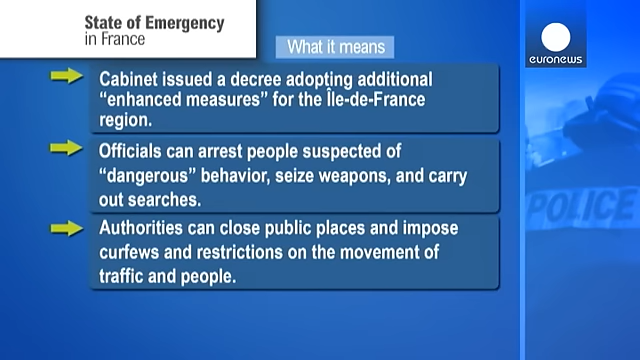 State of Emergency
in France
What it means
euronews
Cabinet issued a decree adopting additional
“enhanced measures” for the Île-de-France
region.
Officials can arrest people suspected of
“dangerous” behavior, seize weapons, and carry
out searches.
POLICE
Authorities can close public places and impose
curfews and restrictions on the movement of
traffic and people.